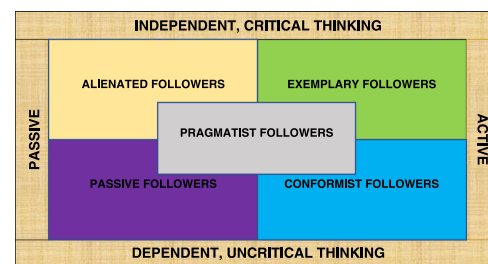 INDEPENDENT, CRITICAL THINKING
ALIENATED FOLLOWERS
EXEMPLARY FOLLOWERS
PASSIVE
PRAGMATIST FOLLOWERS
ACTIVE
PASSIVE FOLLOWERS
CONFORMIST FOLLOWERS
DEPENDENT, UNCRITICAL THINKING